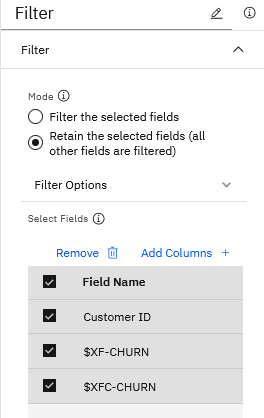 Filter
Filter
Mode
Filter the selected fields
Retain the selected fields (all
other fields are filtered)
Filter Options
Select Fields
Remove
Add Columns +
Field Name
Customer ID
$XF-CHURN
$XFC-CHURN